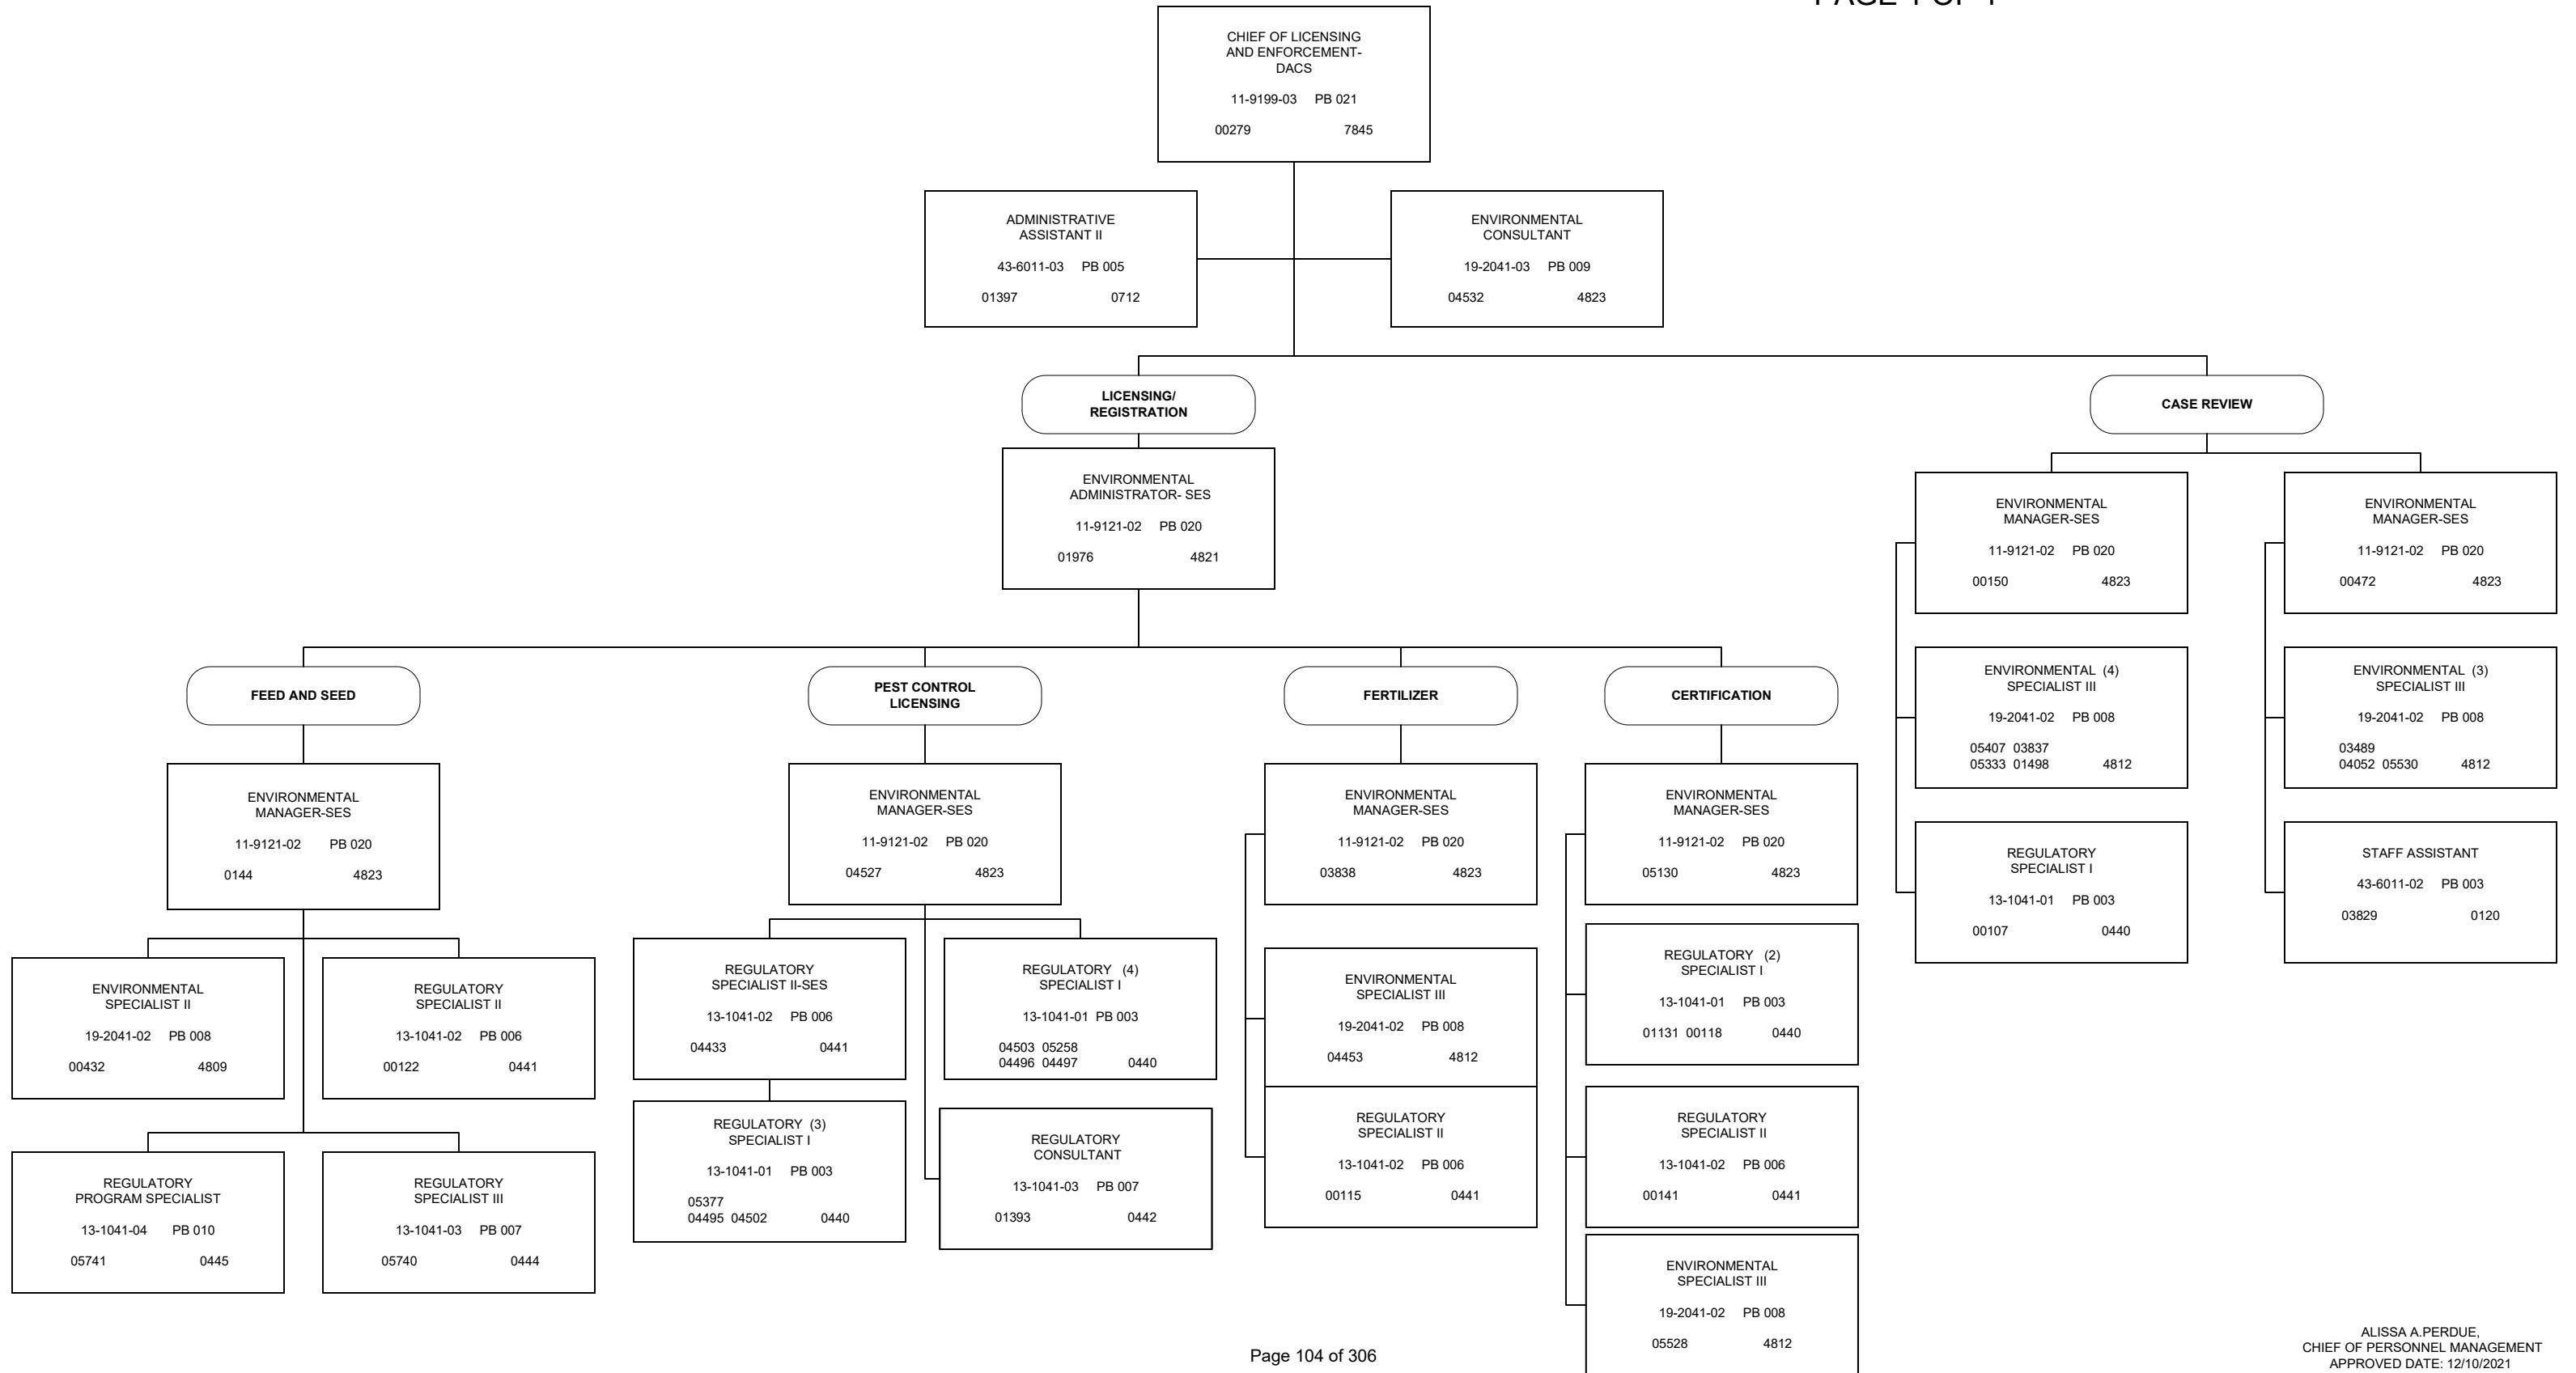 CHIEF OF LICENSING
AND ENFORCEMENT-
DACS
11-9199-03 PB 021
00279 7845
ADMINISTRATIVE
ASSISTANT II
43-6011-03 PB 005
01397 0712
ENVIRONMENTAL
CONSULTANT
19-2041-03 PB 009
04532 4823
LICENSING/
REGISTRATION
CASE REVIEW
ENVIRONMENTAL
ADMINISTRATOR- SES
11-9121-02 PB 020
01976 4821
ENVIRONMENTAL
MANAGER-SES
11-9121-02 PB 020
00150 4823
ENVIRONMENTAL
MANAGER-SES
11-9121-02 PB 020
00472 4823
ENVIRONMENTAL (4)
SPECIALIST III
19-2041-02 PB 008
05407 03837
05333 01498 4812
ENVIRONMENTAL (3)
SPECIALIST III
19-2041-02 PB 008
03489
04052 05530 4812
REGULATORY
SPECIALIST I
13-1041-01 PB 003
00107 0440
STAFF ASSISTANT
43-6011-02 PB 003
03829 0120
FEED AND SEED
PEST CONTROL
LICENSING
FERTILIZER
CERTIFICATION
ENVIRONMENTAL
MANAGER-SES
11-9121-02 PB 020
0144 4823
ENVIRONMENTAL
MANAGER-SES
11-9121-02 PB 020
04527 4823
ENVIRONMENTAL
MANAGER-SES
11-9121-02 PB 020
03838 4823
ENVIRONMENTAL
MANAGER-SES
11-9121-02 PB 020
05130 4823
ENVIRONMENTAL
SPECIALIST II
19-2041-02 PB 008
00432 4809
REGULATORY
SPECIALIST II
13-1041-02 PB 006
00122 0441
REGULATORY
SPECIALIST II-SES
13-1041-02 PB 006
04433 0441
REGULATORY (4)
SPECIALIST I
13-1041-01 PB 003
04503 05258
04496 04497 0440
ENVIRONMENTAL
SPECIALIST III
19-2041-02 PB 008
04453 4812
REGULATORY (2)
SPECIALIST I
13-1041-01 PB 003
01131 00118 0440
REGULATORY
PROGRAM SPECIALIST
13-1041-04 PB 010
05741 0445
REGULATORY
SPECIALIST III
13-1041-03 PB 007
05740 0444
REGULATORY (3)
SPECIALIST I
13-1041-01 PB 003
05377
04495 04502 0440
REGULATORY
CONSULTANT
13-1041-03 PB 007
01393 0442
REGULATORY
SPECIALIST II
13-1041-02 PB 006
00115 0441
REGULATORY
SPECIALIST II
13-1041-02 PB 006
00141 0441
ENVIRONMENTAL
SPECIALIST III
19-2041-02 PB 008
05528 4812
Page 104 of 306
ALISSA A.PERDUE,
CHIEF OF PERSONNEL MANAGEMENT
APPROVED DATE: 12/10/2021